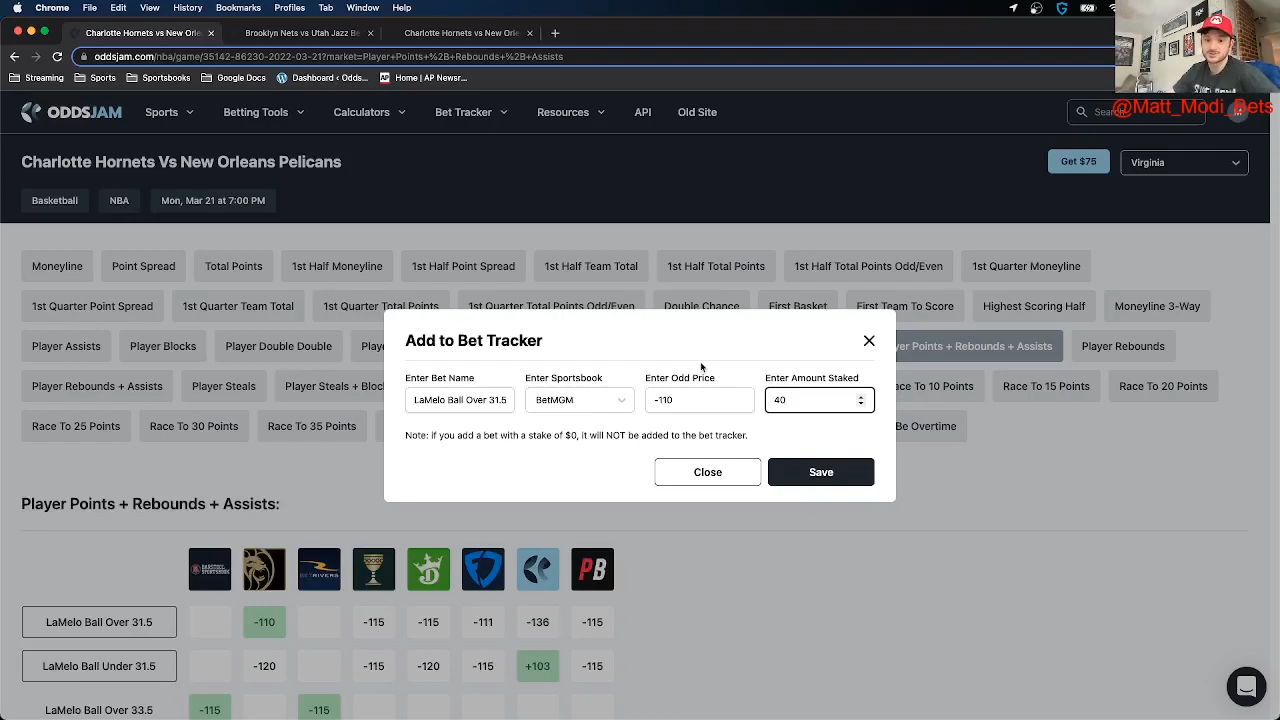 Chrome File Edit View History Bookmarks Profiles Tab Window Help
Charlotte Hornets vs New Orlean Brooklyn Nets vs Utah Jazz Be Charlotte Hornets vs New Orle
oddsjam.com/nba/game/35142-86230-2022-03-21?market=Player+Points+%2B+Rebounds+%2B+Assists
Streaming Sports Sportsbooks Google Docs Dashboard ‹ Odds... Home | AP Newsr...
@Matt_Modi_Bets
ODDSJAM Sports Betting Tools Calculators Bet Tracker Resources API Old Site
Charlotte Hornets Vs New Orleans Pelicans Get $75 Virginia
Basketball NBA Mon, Mar 21 at 7:00 PM
Moneyline Point Spread Total Points 1st Half Moneyline 1st Half Point Spread 1st Half Team Total 1st Half Total Points 1st Half Total Points Odd/Even 1st Quarter Moneyline
1st Quarter Point Spread 1st Quarter Team Total 1st Quarter Total Points 1st Quarter Total Points Odd/Even Double Chance First Basket First Team To Score Highest Scoring Half Moneyline 3-Way
Player Assists Player Blocks Player Double Double Playe yer Points + Rebounds + Assists Player Rebounds
Player Rebounds + Assists Player Steals Player Steals + Block To 10 Points Race To 15 Points Race To 20 Points
Race To 25 Points Race To 30 Points Race To 35 Points Be Overtime
Add to Bet Tracker
Enter Bet Name Enter Sportsbook Enter Odd Price Enter Amount Staked
LaMelo Ball Over 31.5 BetMGM -110 40
Note: if you add a bet with a stake of $0, it will NOT be added to the bet tracker.
Close Save
Player Points + Rebounds + Assists:
BARSTOOL SPORTSBOOK BETRIVERS PB
LaMelo Ball Over 31.5 -110 -115 -115 -111 -136 -115
LaMelo Ball Under 31.5 -120 -115 -120 -115 +103 -115
LaMelo Ball Over 33.5 -115 -115